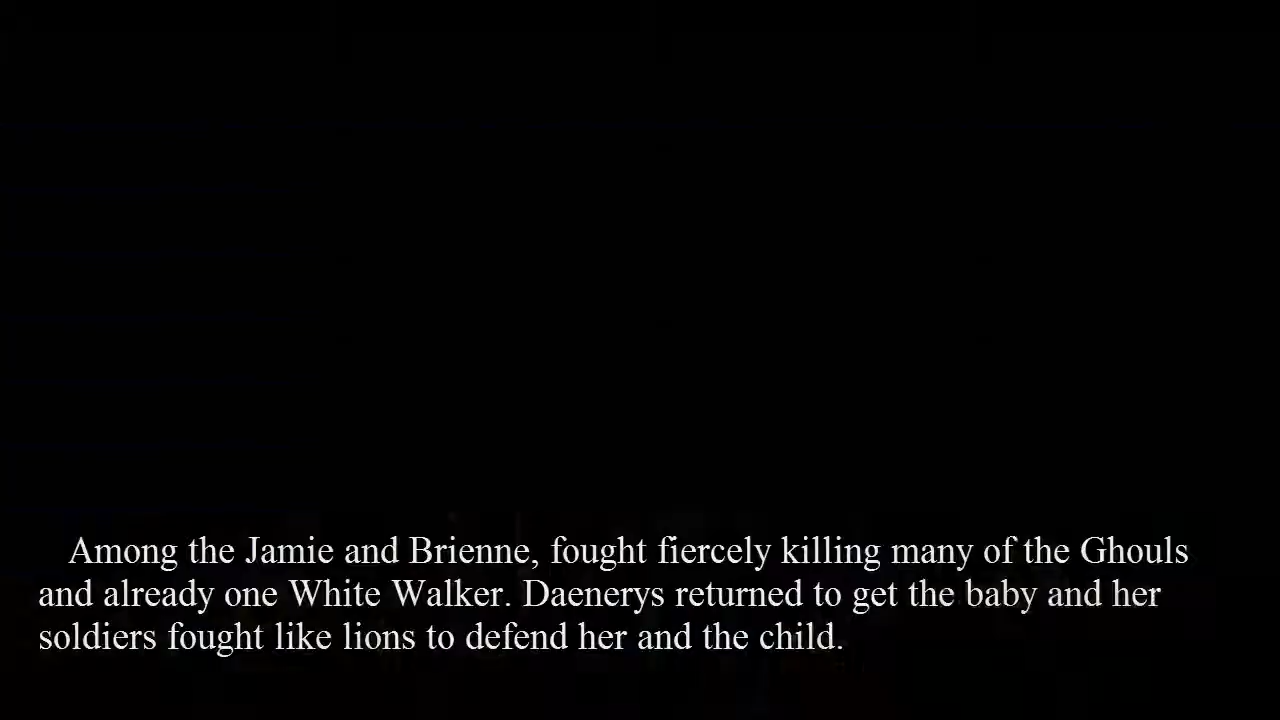 Among the Jamie and Brienne, fought fiercely killing many of the Ghouls
and already one White Walker. Daenerys returned to get the baby and her
soldiers fought like lions to defend her and the child.